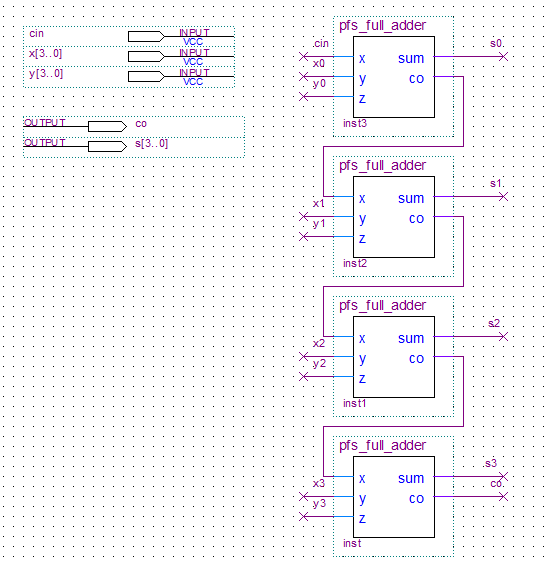 cin INPUT
VCC
x[3..0] INPUT
VCC
y[3..0] INPUT
VCC
OUTPUT co
OUTPUT s[3..0]
pfs_full_adder
cin x sum s0
x0 y co
y0 z
inst3
pfs_full_adder
x sum s1
x1 y co
y1 z
inst2
pfs_full_adder
x sum s2
x2 y co
y2 z
inst1
pfs_full_adder
x sum s3
x3 y co co
y3 z
inst